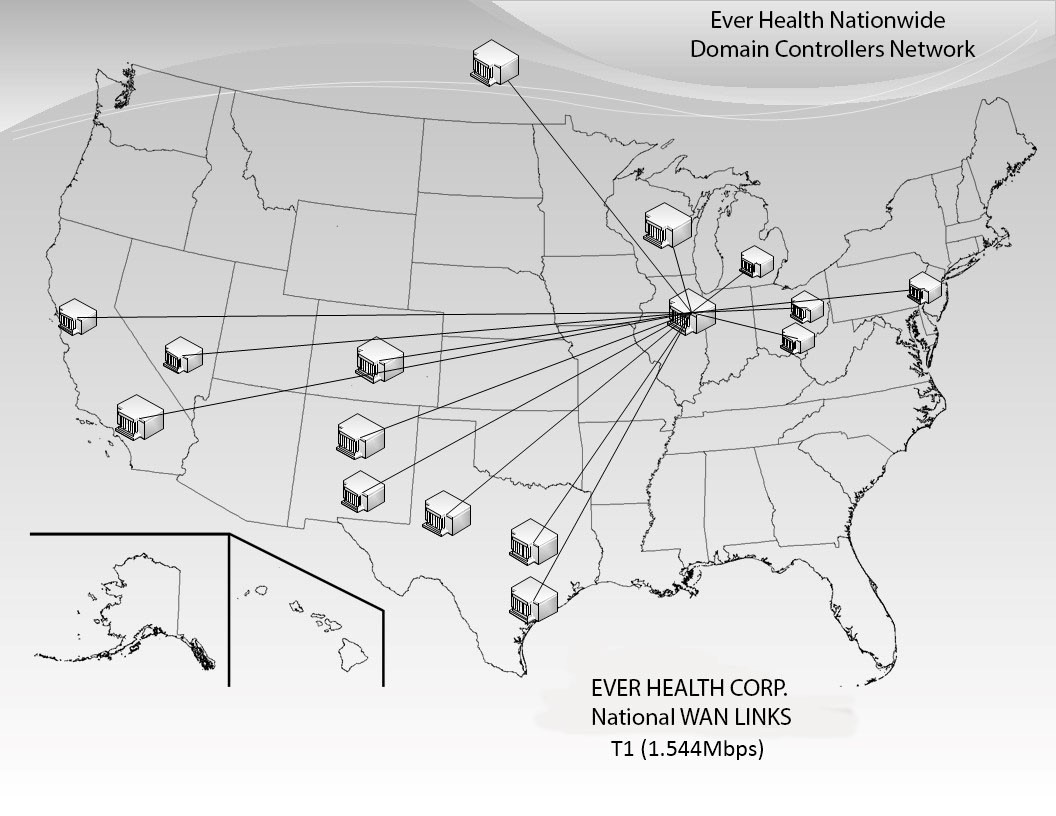 Ever Health Nationwide
Domain Controllers Network
EVER HEALTH CORP.
National WAN LINKS
T1 (1.544Mbps)